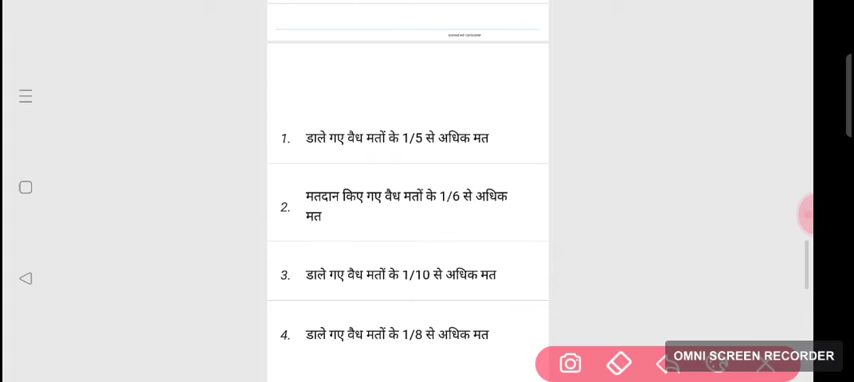 1. डाले गए वैध मतों के 1/5 से अधिक मत
2. मतदान किए गए वैध मतों के 1/6 से अधिक
मत
3. डाले गए वैध मतों के 1/10 से अधिक मत
4. डाले गए वैध मतों के 1/8 से अधिक मत
OMNI SCREEN RECORDER